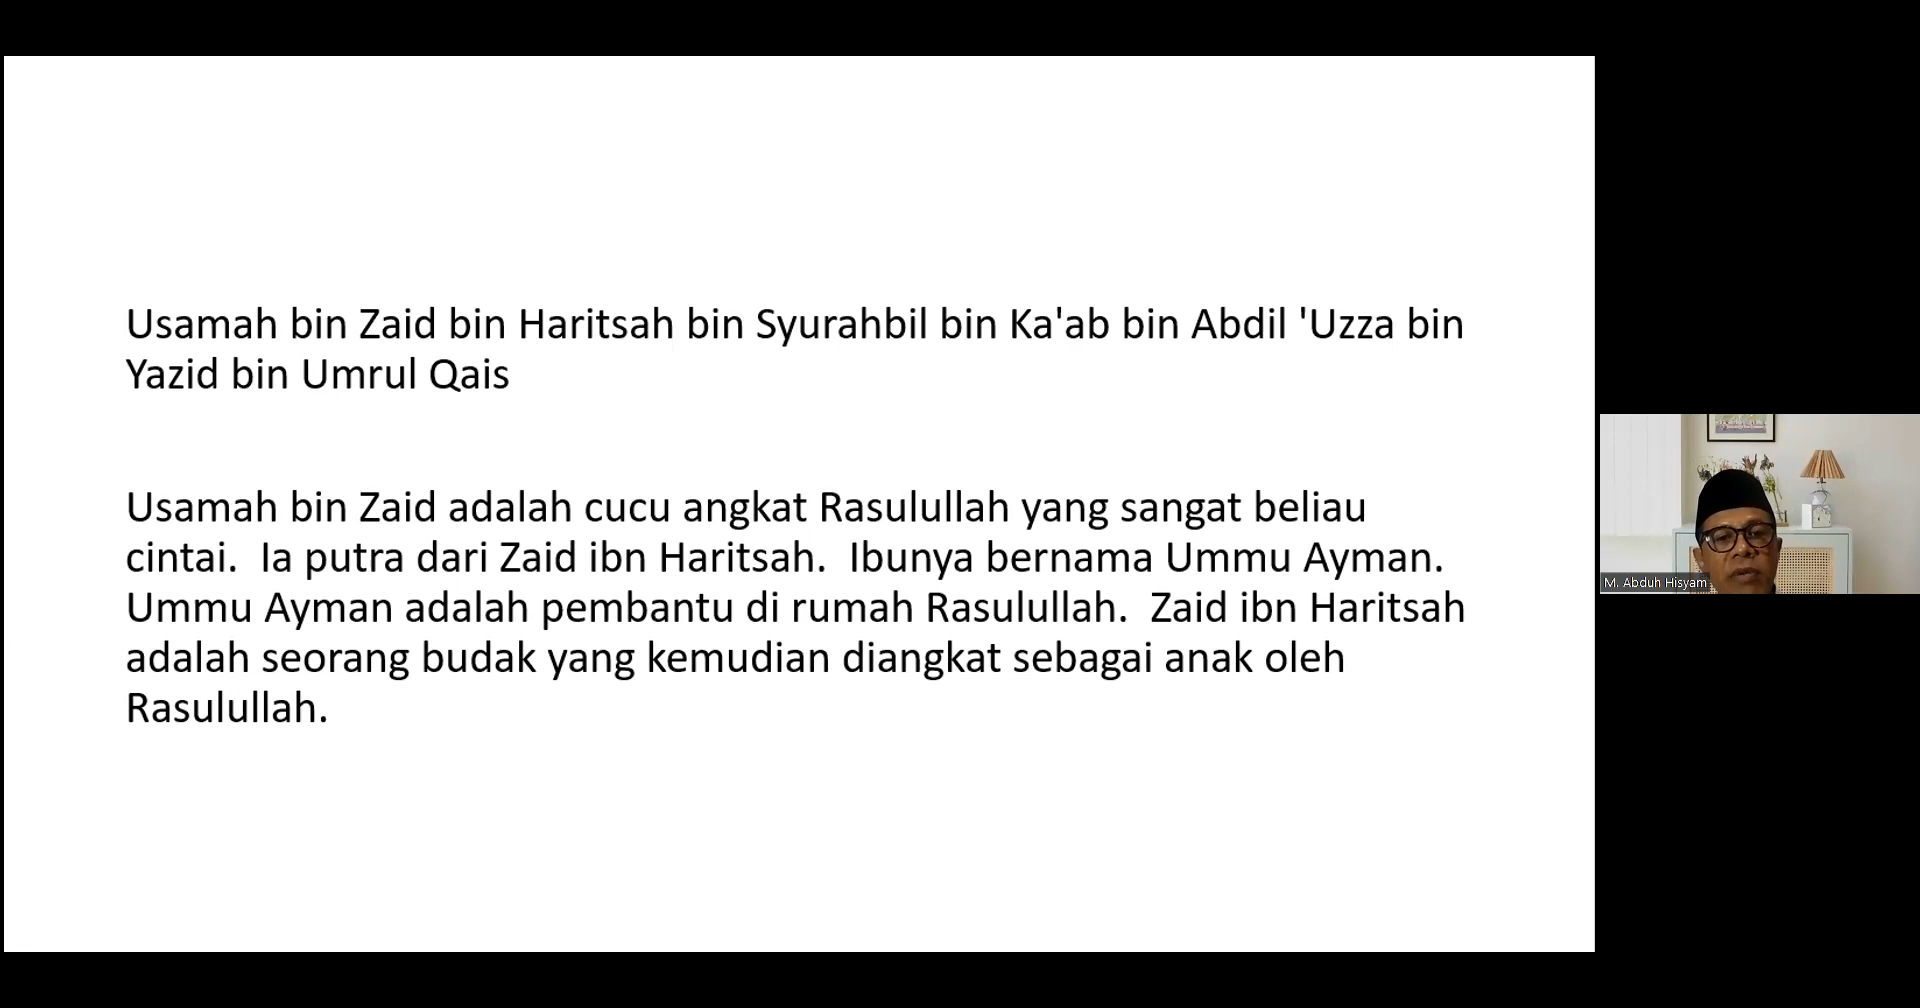 Usamah bin Zaid bin Haritsah bin Syurahbil bin Ka'ab bin Abdil 'Uzza bin
Yazid bin Umrul Qais
Usamah bin Zaid adalah cucu angkat Rasulullah yang sangat beliau
cintai.  Ia putra dari Zaid ibn Haritsah.  Ibunya bernama Ummu Ayman.
Ummu Ayman adalah pembantu di rumah Rasulullah.  Zaid ibn Haritsah
adalah seorang budak yang kemudian diangkat sebagai anak oleh
Rasulullah.
M. Abduh Hisyam